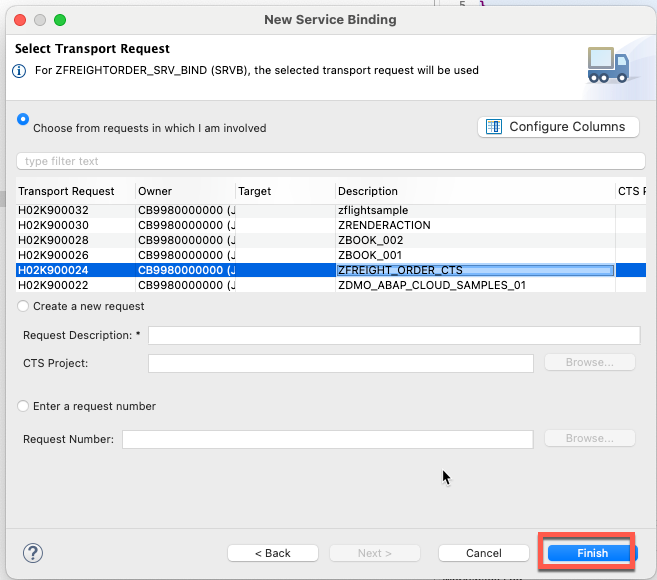 5 }
New Service Binding
Select Transport Request
For ZFREIGHTORDER_SRV_BIND (SRVB), the selected transport request will be used
Choose from requests in which I am involved
Configure Columns
type filter text
Transport Request Owner Target Description CTS P
H02K900032 CB9980000000 (J zflightsample
H02K900030 CB9980000000 (J ZRENDERACTION
H02K900028 CB9980000000 (J ZBOOK_002
H02K900026 CB9980000000 (J ZBOOK_001
H02K900024 CB9980000000 (J ZFREIGHT_ORDER_CTS
H02K900022 CB9980000000 (J ZDMO_ABAP_CLOUD_SAMPLES_01
Create a new request
Request Description: *
CTS Project: Browse...
Enter a request number
Request Number: Browse...
? < Back Next > Cancel Finish